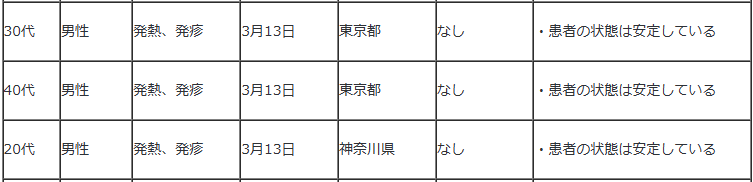 30代 男性 発熱、発疹 3月13日 東京都 なし ・患者の状態は安定している
40代 男性 発熱、発疹 3月13日 東京都 なし ・患者の状態は安定している
20代 男性 発熱、発疹 3月13日 神奈川県 なし ・患者の状態は安定している